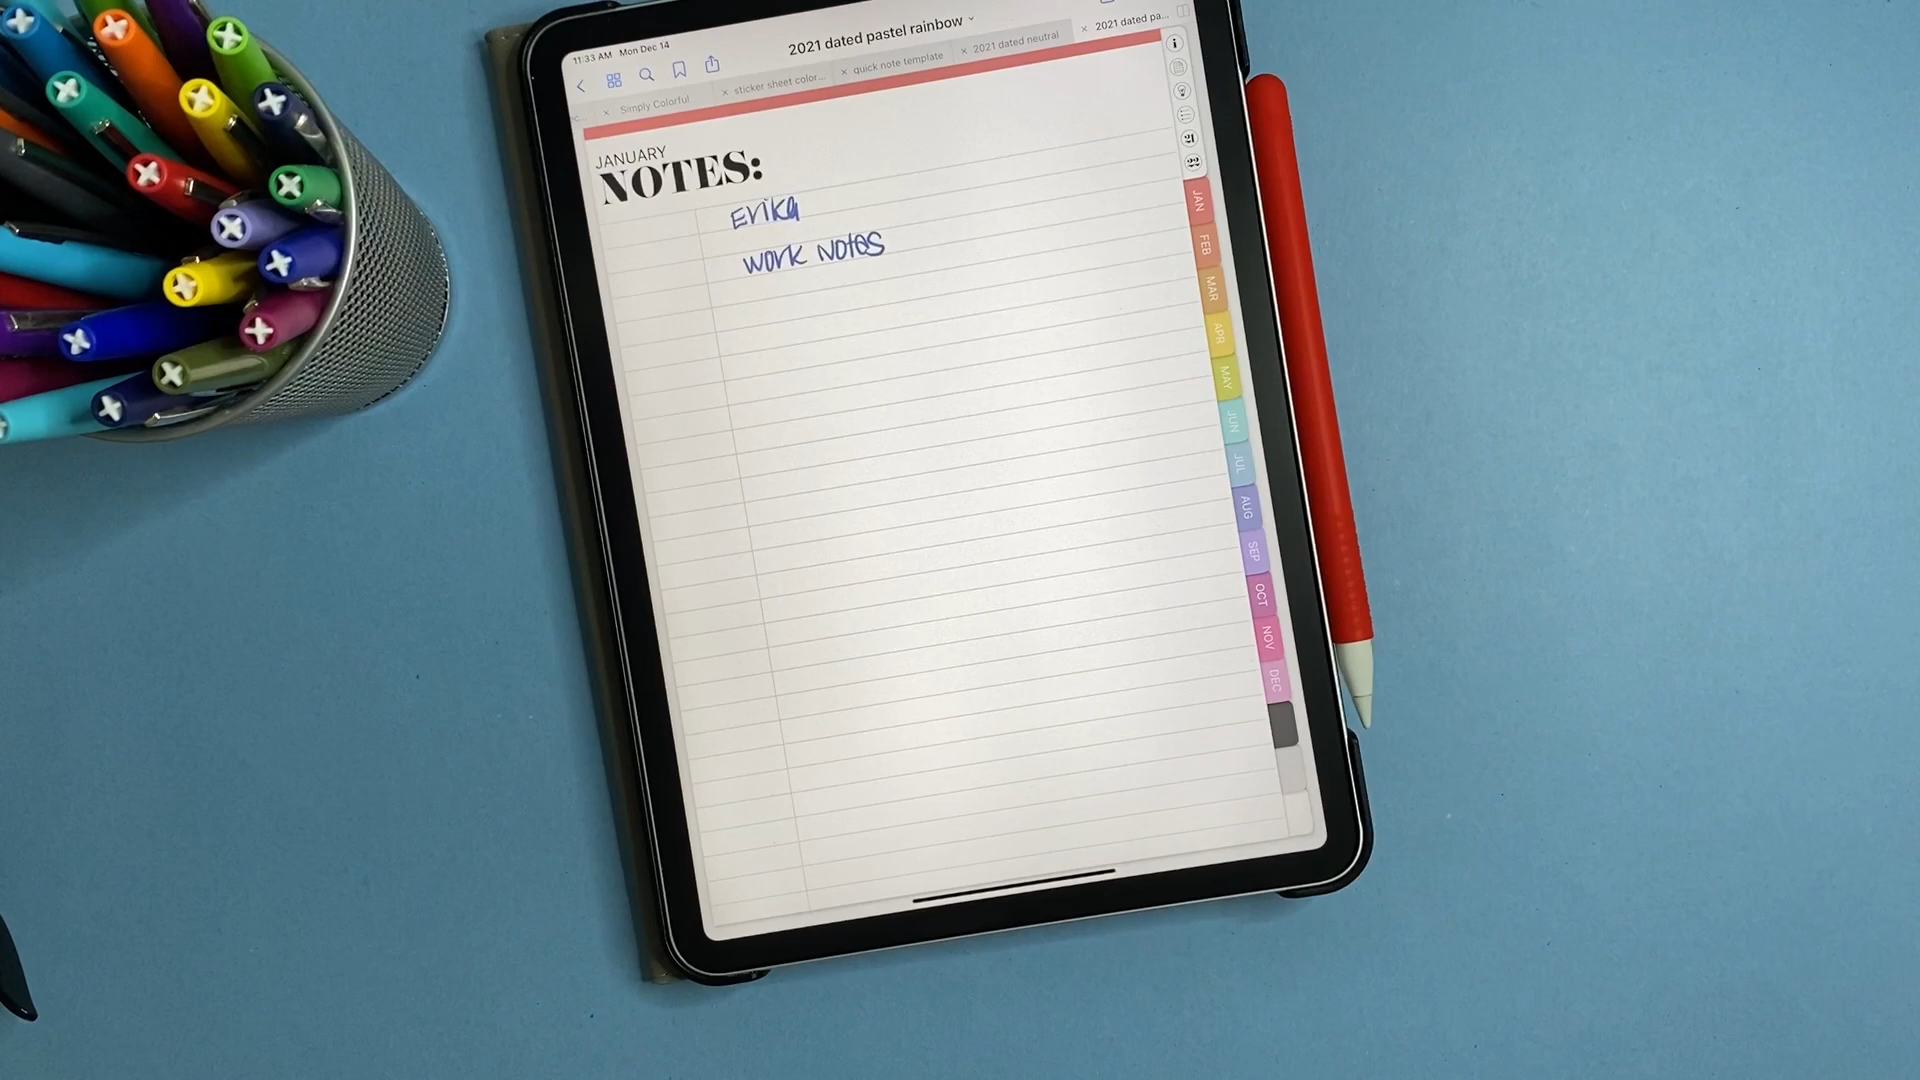 11:33 AM Mon Dec 14
2021 dated pastel rainbow
Simply Colorful
sticker sheet color...
quick note template
2021 dated neutral
2021 dated pa...
JANUARY
NOTES:
Erika
work notes
21
22
JAN
FEB
MAR
APR
MAY
JUN
JUL
AUG
SEP
OCT
NOV
DEC